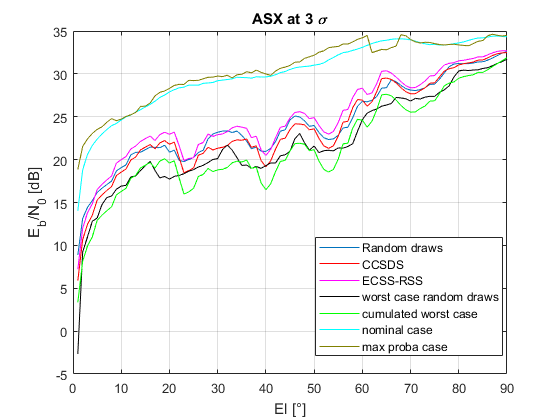 ASX at 3 σ
35
30
25
20
15
10
5
0
-5
E_b/N_0 [dB]
Random draws
CCSDS
ECSS-RSS
worst case random draws
cumulated worst case
nominal case
max proba case
0 10 20 30 40 50 60 70 80 90
El [°]